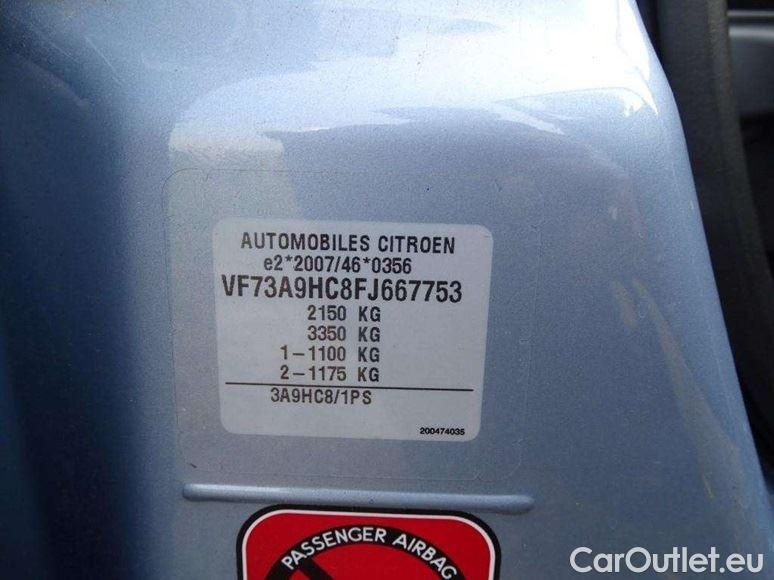 AUTOMOBILES CITROEN
e2*2007/46*0356
VF73A9HC8FJ667753
2150 KG
3350 KG
1-1100 KG
2-1175 KG
3A9HC8/1PS
200474035
PASSENGER AIRBAG
CarOutlet.eu